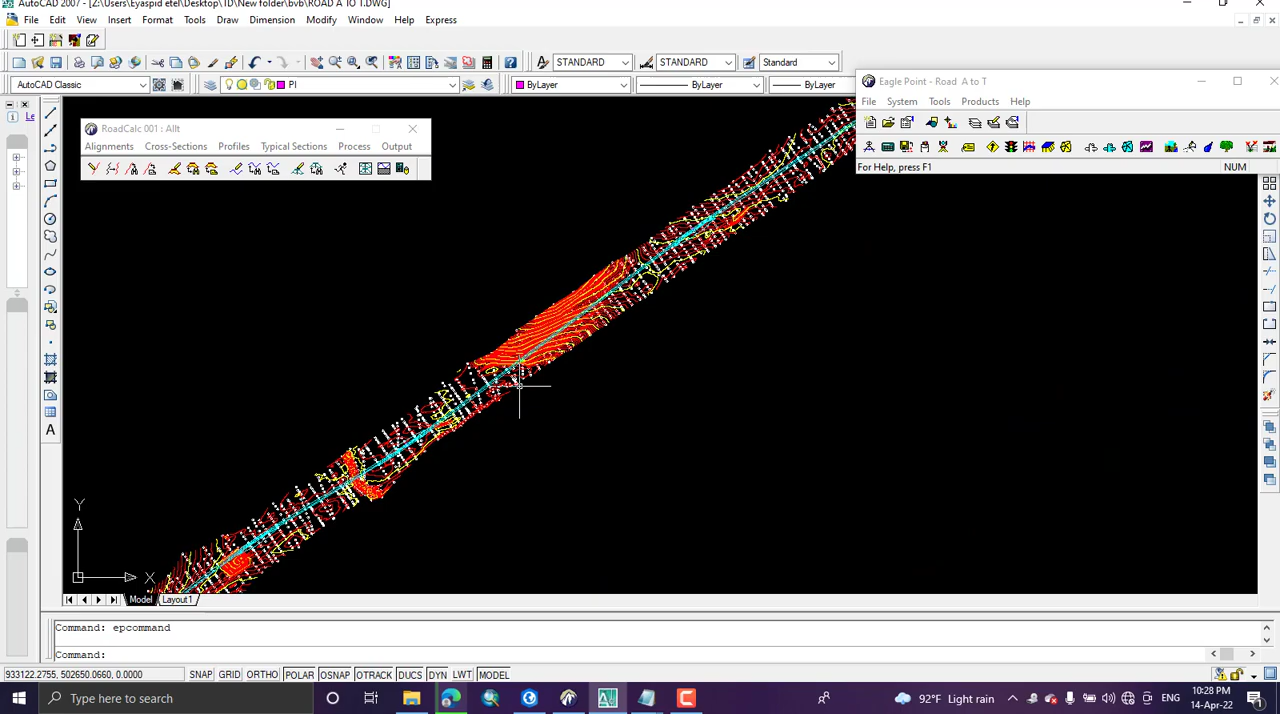 AutoCAD 2007 - [Z:\Users\Eyaspid etel\Desktop\TD\New folder\bvb\ROAD A TO T.DWG]
File Edit View Insert Format Tools Draw Dimension Modify Window Help Express
STANDARD STANDARD Standard
AutoCAD Classic PI ByLayer ByLayer ByLayer
Eagle Point - Road A to T
File System Tools Products Help
For Help, press F1 NUM
RoadCalc 001 : Allt
Alignments Cross-Sections Profiles Typical Sections Process Output
Le
A
Y
X
Model Layout1
Command: epcommand
Command:
933122.2755, 502650.0660, 0.0000 SNAP GRID ORTHO POLAR OSNAP OTRACK DUCS DYN LWT MODEL
Type here to search 92°F Light rain ENG 10:28 PM 14-Apr-22